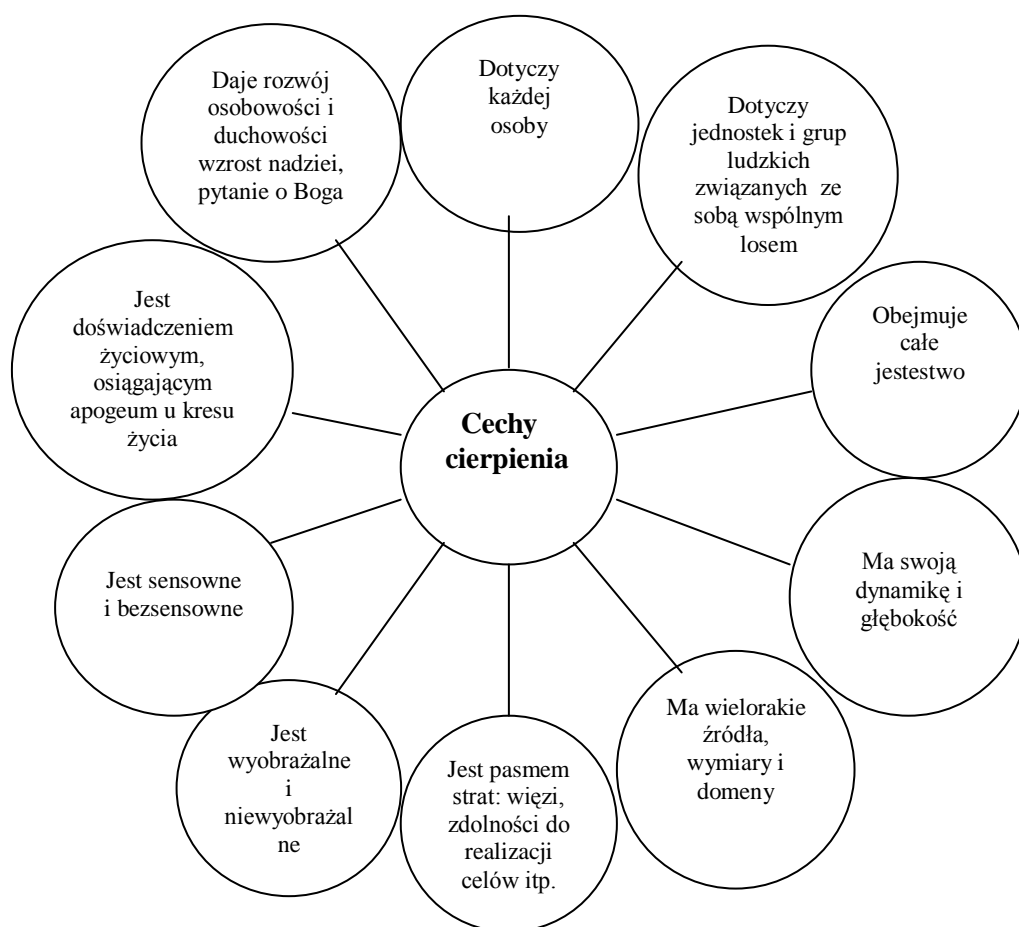 Daje rozwój
osobowości i
duchowości
wzrost nadziei,
pytanie o Boga
Dotyczy
każdej
osoby
Dotyczy
jednostek i grup
ludzkich
związanych ze
sobą wspólnym
losem
Obejmuje
całe
jestestwo
Ma swoją
dynamikę i
głębokość
Ma wielorakie
źródła,
wymiary i
domeny
Jest pasmem
strat: więzi,
zdolności do
realizacji
celów itp.
Jest
wyobrażalne
i
niewyobrażal
ne
Jest sensowne
i bezsensowne
Jest
doświadczeniem
życiowym,
osiągającym
apogeum u kresu
życia
Cechy
cierpienia